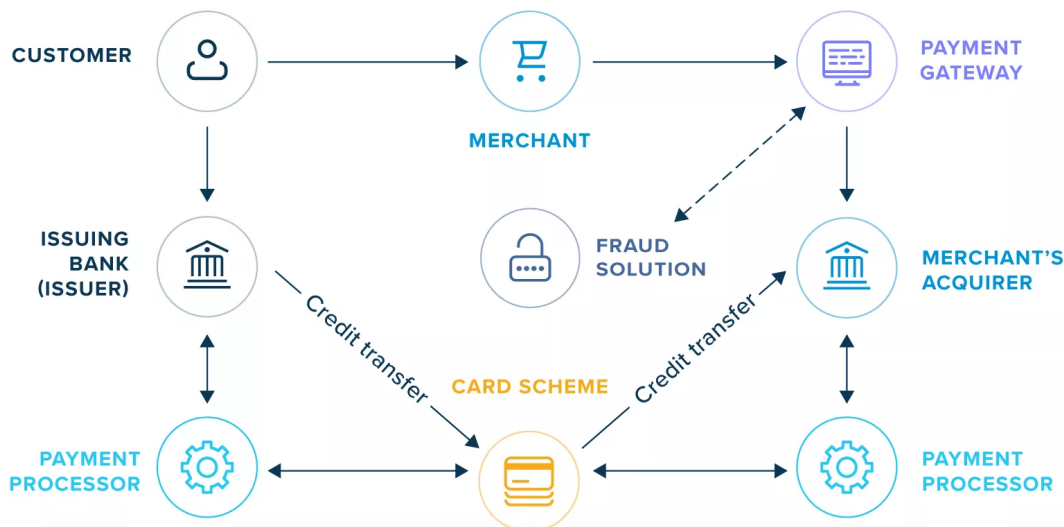 CUSTOMER
MERCHANT
PAYMENT
GATEWAY
ISSUING
BANK
(ISSUER)
FRAUD
SOLUTION
MERCHANT'S
ACQUIRER
Credit transfer
Credit transfer
CARD SCHEME
PAYMENT
PROCESSOR
PAYMENT
PROCESSOR